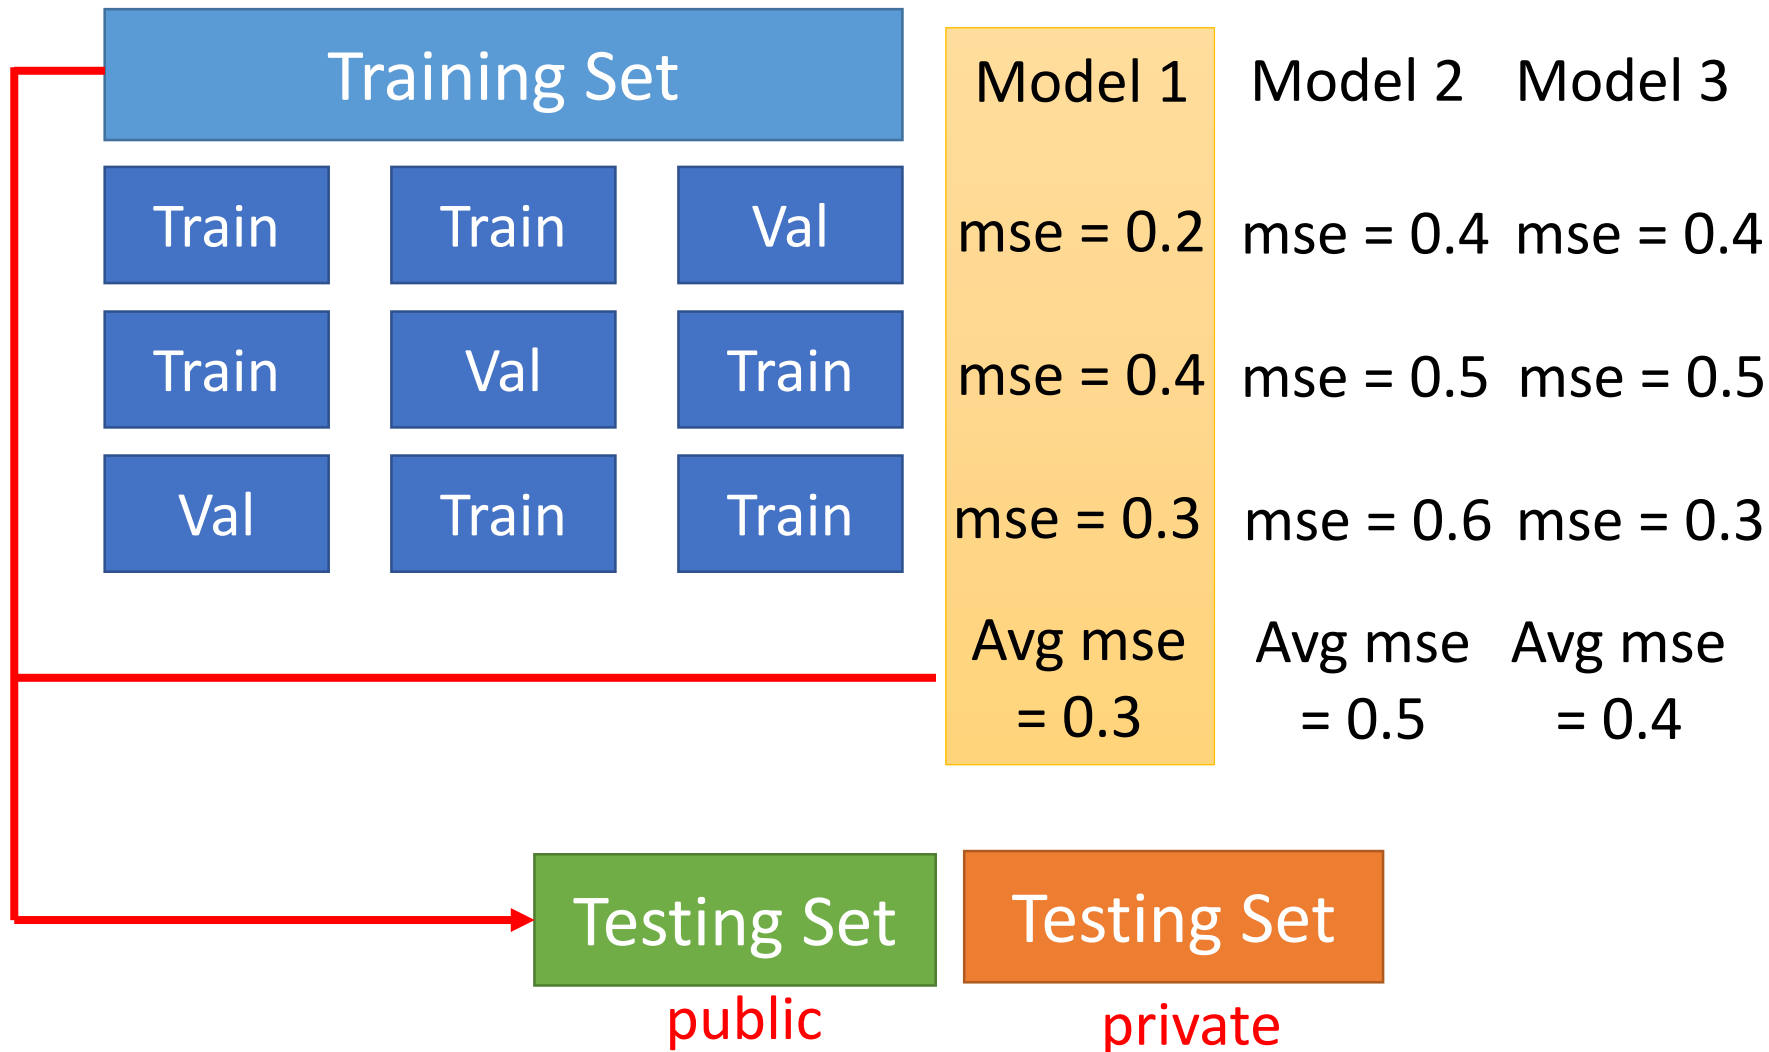 Training Set
Model 1 Model 2 Model 3
Train Train Val
mse = 0.2 mse = 0.4 mse = 0.4
Train Val Train
mse = 0.4 mse = 0.5 mse = 0.5
Val Train Train
mse = 0.3 mse = 0.6 mse = 0.3
Avg mse Avg mse Avg mse
= 0.3 = 0.5 = 0.4
Testing Set Testing Set
public private